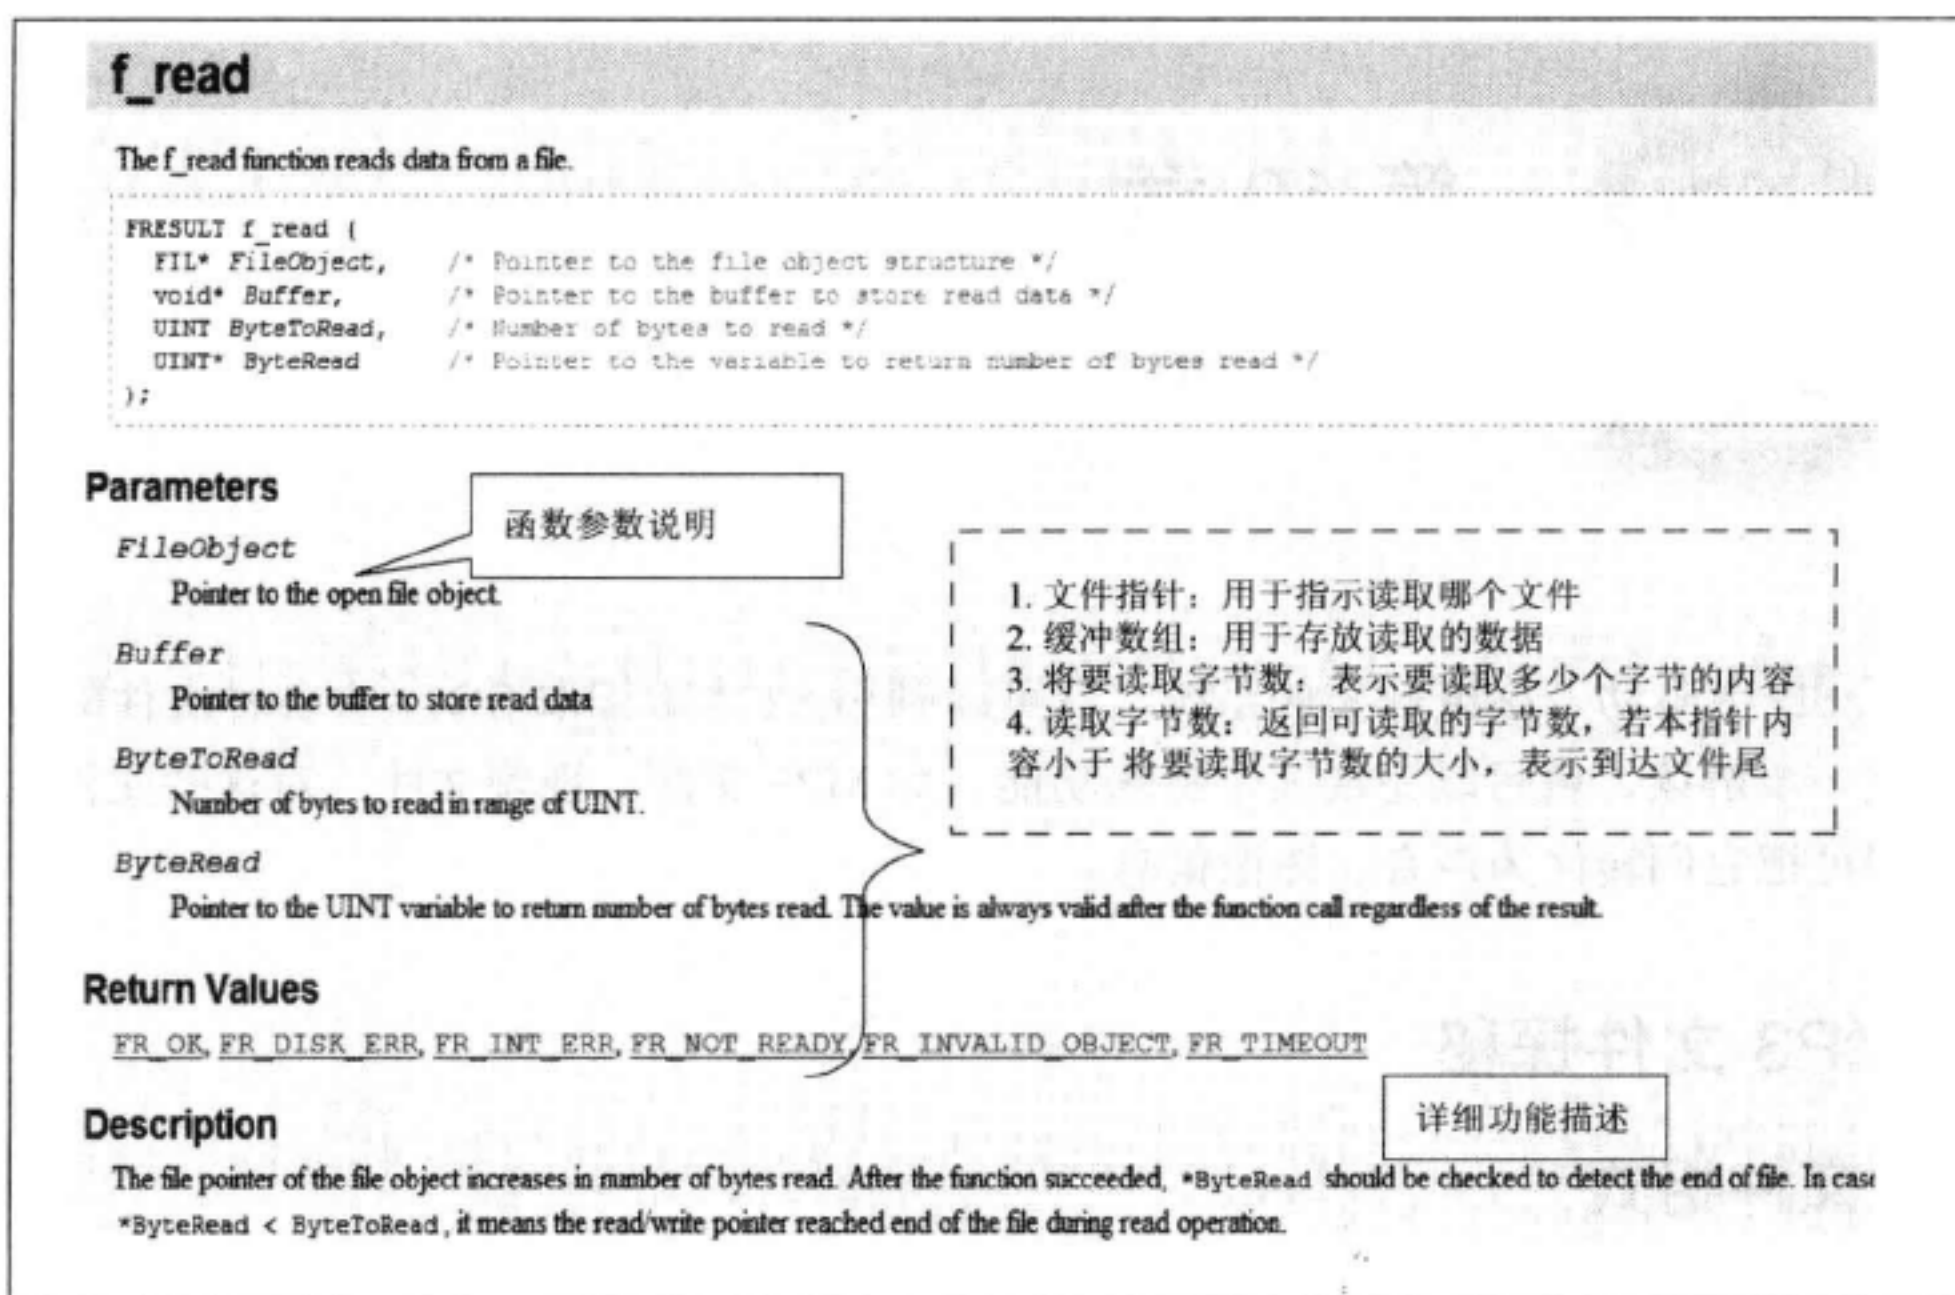 f_read
The f_read function reads data from a file.
FRESULT f_read (
FIL* FileObject, /* Pointer to the file object structure */
void* Buffer, /* Pointer to the buffer to store read data */
UINT ByteToRead, /* Number of bytes to read */
UINT* ByteRead /* Pointer to the variable to return number of bytes read */
);
Parameters
函数参数说明
FileObject
Pointer to the open file object.
Buffer
Pointer to the buffer to store read data
ByteToRead
Number of bytes to read in range of UINT.
ByteRead
Pointer to the UINT variable to return number of bytes read. The value is always valid after the function call regardless of the result.
1. 文件指针：用于指示读取哪个文件
2. 缓冲数组：用于存放读取的数据
3. 将要读取字节数：表示要读取多少个字节的内容
4. 读取字节数：返回可读取的字节数，若本指针内
容小于 将要读取字节数的大小，表示到达文件尾
Return Values
FR_OK, FR_DISK_ERR, FR_INT_ERR, FR_NOT_READY, FR_INVALID_OBJECT, FR_TIMEOUT
详细功能描述
Description
The file pointer of the file object increases in number of bytes read. After the function succeeded, *ByteRead should be checked to detect the end of file. In case
*ByteRead < ByteToRead, it means the read/write pointer reached end of the file during read operation.